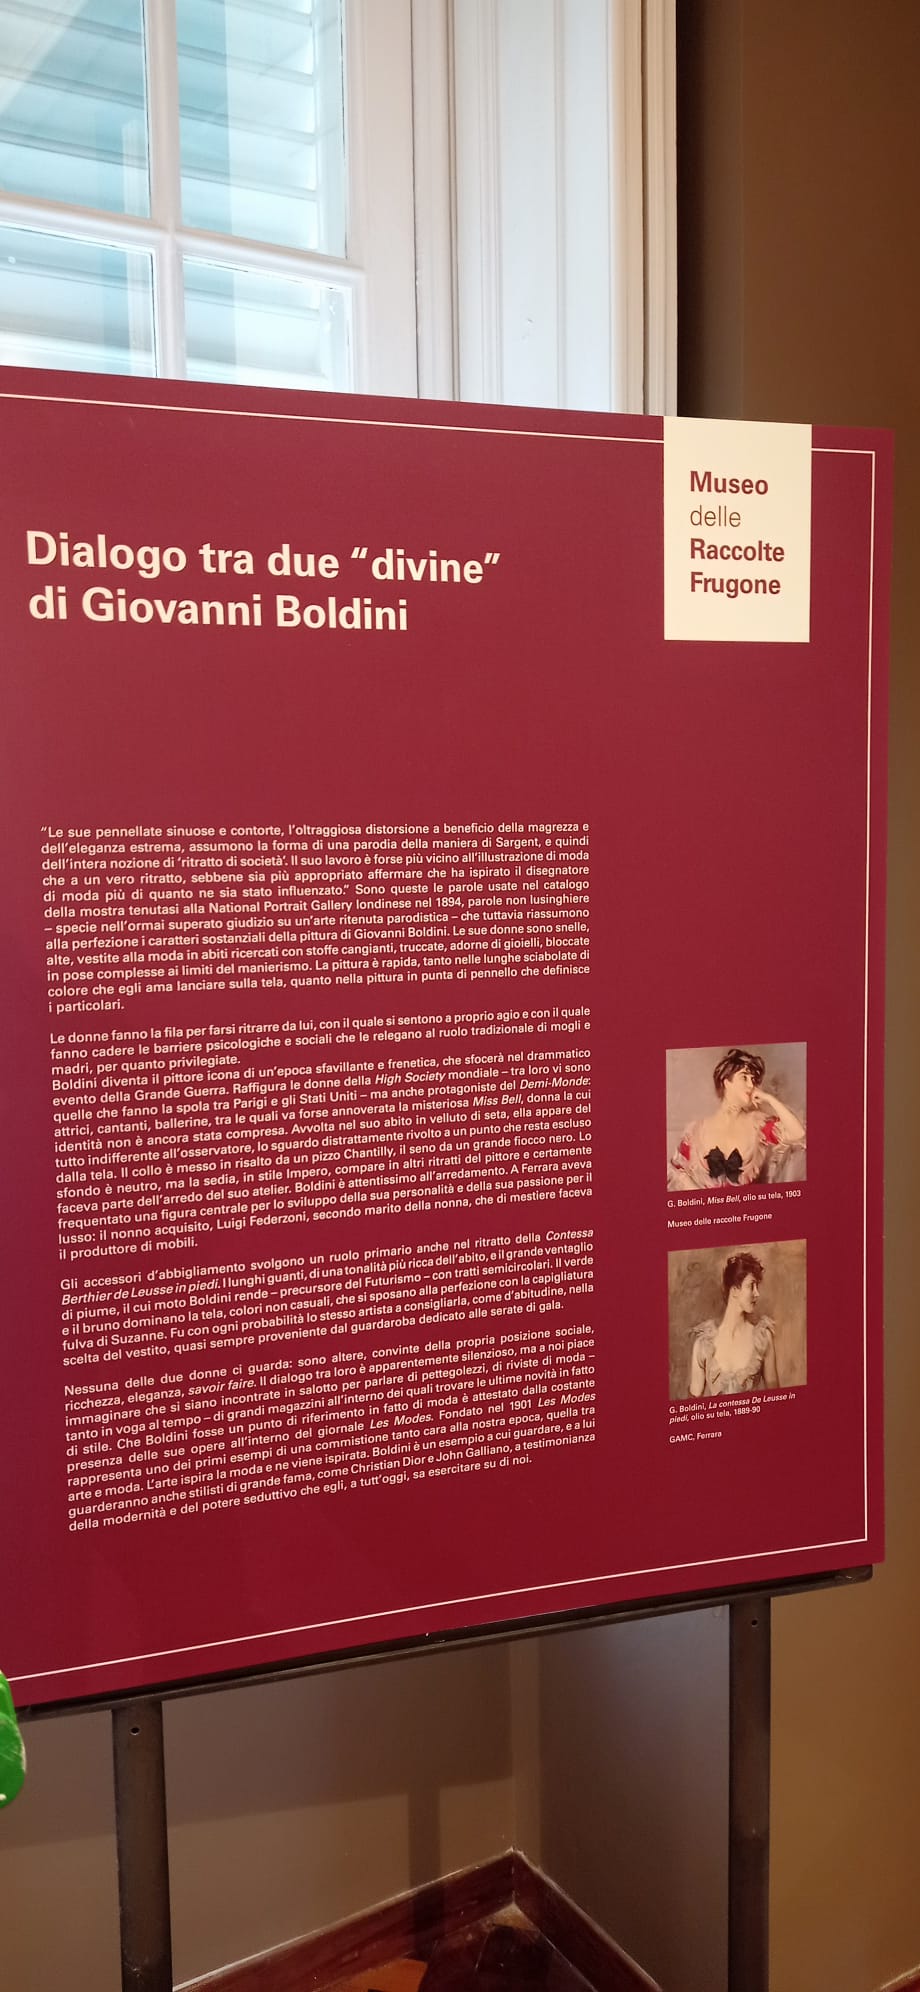 Museo
delle
Raccolte
Frugone
Dialogo tra due “divine”
di Giovanni Boldini
“Le sue pennellate sinuose e contorte, l’oltraggiosa distorsione a beneficio della magrezza e
dell’eleganza estrema, assumono la forma di una parodia della maniera di Sargent, e quindi
dell’intera nozione di ‘ritratto di società’. Il suo lavoro è forse più vicino all’illustrazione di moda
che a un vero ritratto, sebbene sia più appropriato affermare che ha ispirato il disegnatore
di moda più di quanto ne sia stato influenzato.” Sono queste le parole usate nel catalogo
della mostra tenutasi alla National Portrait Gallery londinese nel 1894, parole non lusinghiere
– specie nell’ormai superato giudizio su un’arte ritenuta parodistica – che tuttavia riassumono
alla perfezione i caratteri sostanziali della pittura di Giovanni Boldini. Le sue donne sono snelle,
alte, vestite alla moda in abiti ricercati con stoffe cangianti, truccate, adorne di gioielli, bloccate
in pose complesse ai limiti del manierismo. La pittura è rapida, tanto nelle lunghe sciabolate di
colore che egli ama lanciare sulla tela, quanto nella pittura in punta di pennello che definisce
i particolari.
Le donne fanno la fila per farsi ritrarre da lui, con il quale si sentono a proprio agio e con il quale
fanno cadere le barriere psicologiche e sociali che le relegano al ruolo tradizionale di mogli e
madri, per quanto privilegiate.
Boldini diventa il pittore icona di un’epoca sfavillante e frenetica, che sfocerà nel drammatico
evento della Grande Guerra. Raffigura le donne della High Society mondiale – tra loro vi sono
quelle che fanno la spola tra Parigi e gli Stati Uniti – ma anche protagoniste del Demi-Monde:
attrici, cantanti, ballerine, tra le quali va forse annoverata la misteriosa Miss Bell, donna la cui
identità non è ancora stata compresa. Avvolta nel suo abito in velluto di seta, ella appare del
tutto indifferente all’osservatore, lo sguardo distrattamente rivolto a un punto che resta escluso
dalla tela. Il collo è messo in risalto da un pizzo Chantilly, il seno da un grande fiocco nero. Lo
sfondo è neutro, ma la sedia, in stile Impero, compare in altri ritratti del pittore e certamente
faceva parte dell’arredo del suo atelier. Boldini è attentissimo all’arredamento. A Ferrara aveva
frequentato una figura centrale per lo sviluppo della sua personalità e della sua passione per il
lusso: il nonno acquisito, Luigi Federzoni, secondo marito della nonna, che di mestiere faceva
il produttore di mobili.
Gli accessori d’abbigliamento svolgono un ruolo primario anche nel ritratto della Contessa
Berthier de Leusse in piedi. I lunghi guanti, di una tonalità più ricca dell’abito, e il grande ventaglio
di piume, il cui moto Boldini rende – precursore del Futurismo – con tratti semicircolari. Il verde
e il bruno dominano la tela, colori non casuali, che si sposano alla perfezione con la capigliatura
fulva di Suzanne. Fu con ogni probabilità lo stesso artista a consigliarla, come d’abitudine, nella
scelta del vestito, quasi sempre proveniente dal guardaroba dedicato alle serate di gala.
Nessuna delle due donne ci guarda: sono altere, convinte della propria posizione sociale,
ricchezza, eleganza, savoir faire. Il dialogo tra loro è apparentemente silenzioso, ma a noi piace
immaginare che si siano incontrate in salotto per parlare di pettegolezzi, di riviste di moda –
tanto in voga al tempo – di grandi magazzini all’interno dei quali trovare le ultime novità in fatto
di stile. Che Boldini fosse un punto di riferimento in fatto di moda è attestato dalla costante
presenza delle sue opere all’interno del giornale Les Modes. Fondato nel 1901 Les Modes
rappresenta uno dei primi esempi di una commistione tanto cara alla nostra epoca, quella tra
arte e moda. L’arte ispira la moda e ne viene ispirata. Boldini è un esempio a cui guardare, e a lui
guarderanno anche stilisti di grande fama, come Christian Dior e John Galliano, a testimonianza
della modernità e del potere seduttivo che egli, a tutt’oggi, sa esercitare su di noi.
G. Boldini, Miss Bell, olio su tela, 1903
Museo delle raccolte Frugone
G. Boldini, La contessa De Leusse in
piedi, olio su tela, 1889-90
GAMC, Ferrara